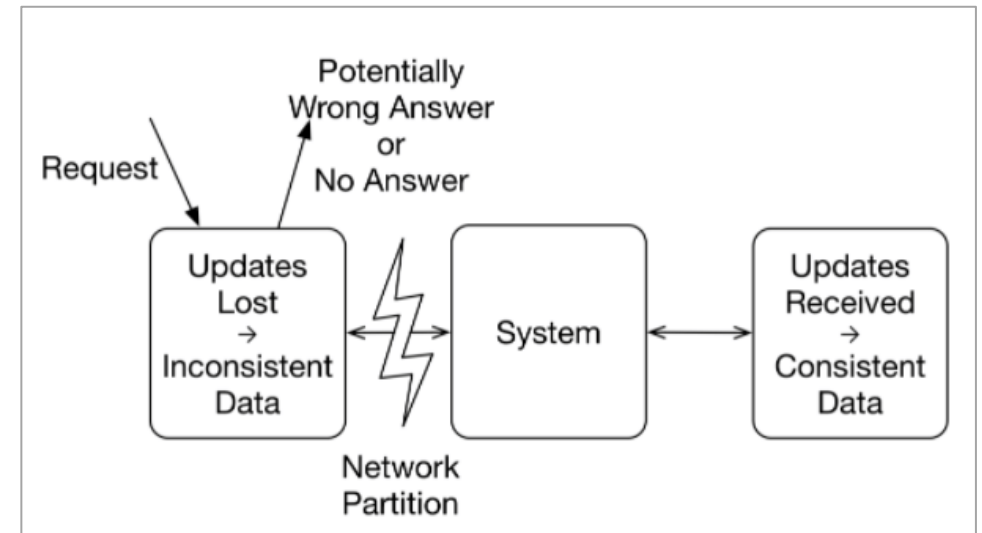 Potentially
Wrong Answer
or
No Answer
Request
Updates
Lost
→
Inconsistent
Data
System
Updates
Received
→
Consistent
Data
Network
Partition